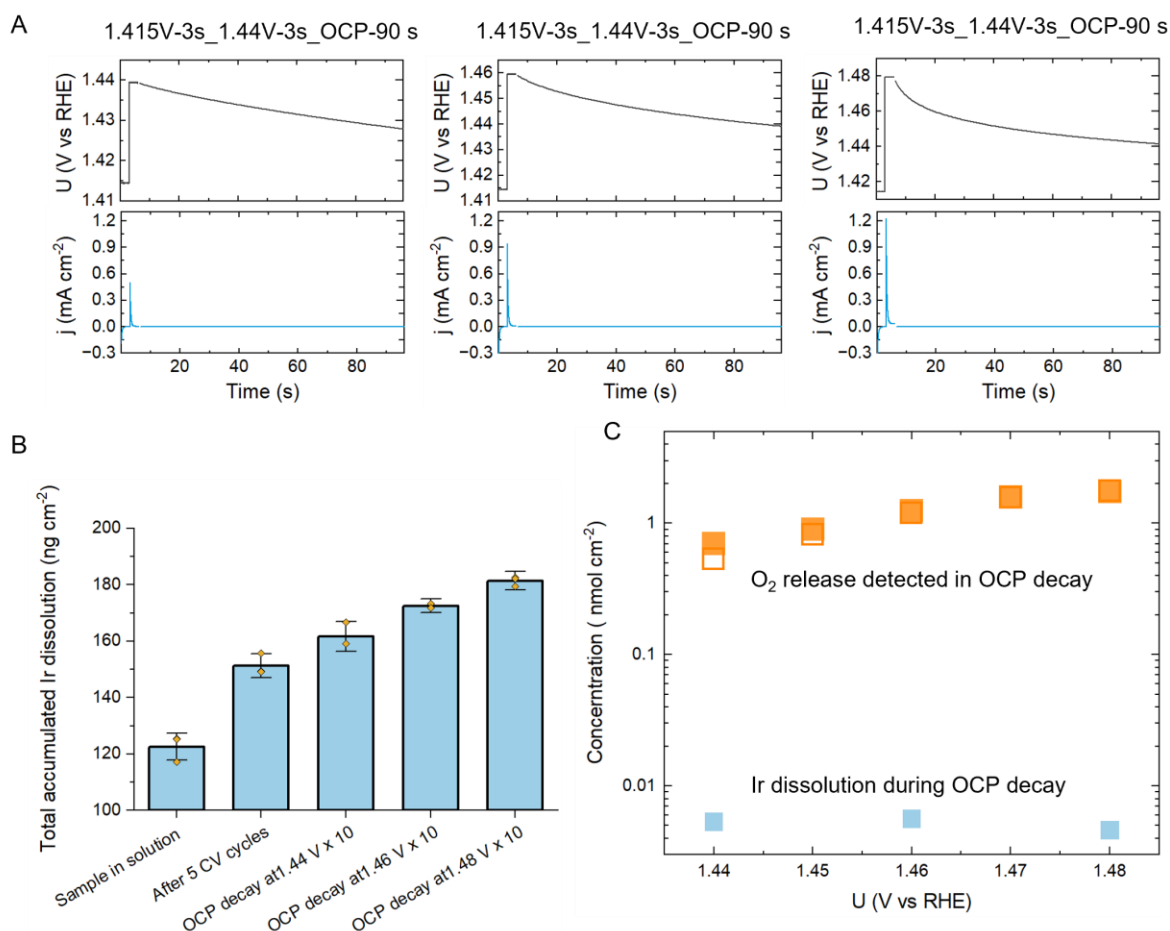 A
1.415V-3s_1.44V-3s_OCP-90 s
1.415V-3s_1.44V-3s_OCP-90 s
1.415V-3s_1.44V-3s_OCP-90 s
U (V vs RHE)
1.44
1.43
1.42
1.41
U (V vs RHE)
1.46
1.45
1.44
1.43
1.42
1.41
U (V vs RHE)
1.48
1.46
1.44
1.42
j (mA cm⁻²)
1.2
0.9
0.6
0.3
0.0
−0.3
20 40 60 80
Time (s)
j (mA cm⁻²)
1.2
0.9
0.6
0.3
0.0
−0.3
20 40 60 80
Time (s)
j (mA cm⁻²)
1.2
0.9
0.6
0.3
0.0
−0.3
20 40 60 80
Time (s)
B
Total accumulated Ir dissolution (ng cm⁻²)
200
180
160
140
120
100
Sample in solution
After 5 CV cycles
OCP decay at1.44 V x 10
OCP decay at1.46 V x 10
OCP decay at1.48 V x 10
C
Concerntration ( nmol cm⁻²)
1
0.1
0.01
O₂ release detected in OCP decay
Ir dissolution during OCP decay
1.44 1.45 1.46 1.47 1.48
U (V vs RHE)